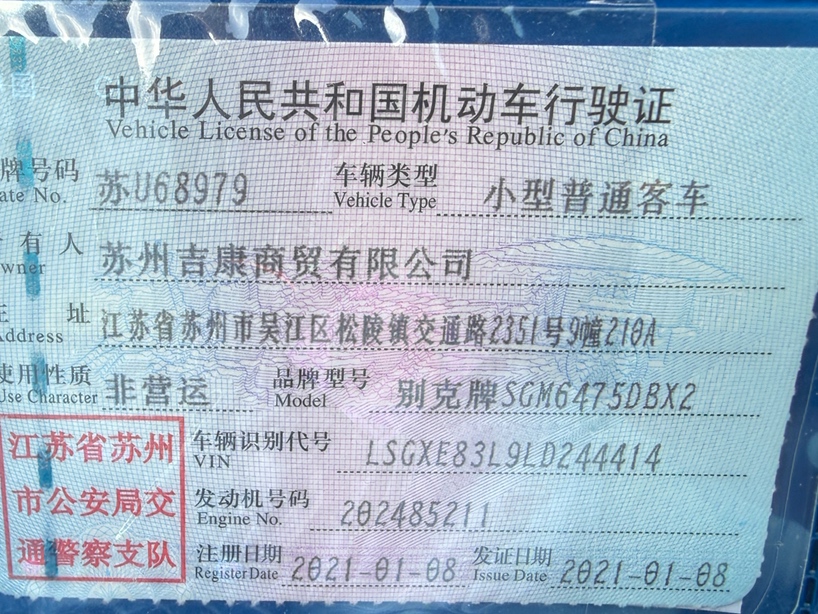 中华人民共和国机动车行驶证
Vehicle License of the People's Republic of China
牌号码 苏U68979 车辆类型 小型普通客车
ate No. Vehicle Type
有人 苏州吉康商贸有限公司
wner
址 江苏省苏州市吴江区松陵镇交通路2351号9幢210A
Address
使用性质 非营运 品牌型号 别克牌SGM6475DBX2
Use Character Model
江苏省苏州 车辆识别代号 LSGXE83L9LD244414
VIN
市公安局交 发动机号码 202485211
Engine No.
通警察支队 注册日期 2021-01-08 发证日期 2021-01-08
Register Date Issue Date